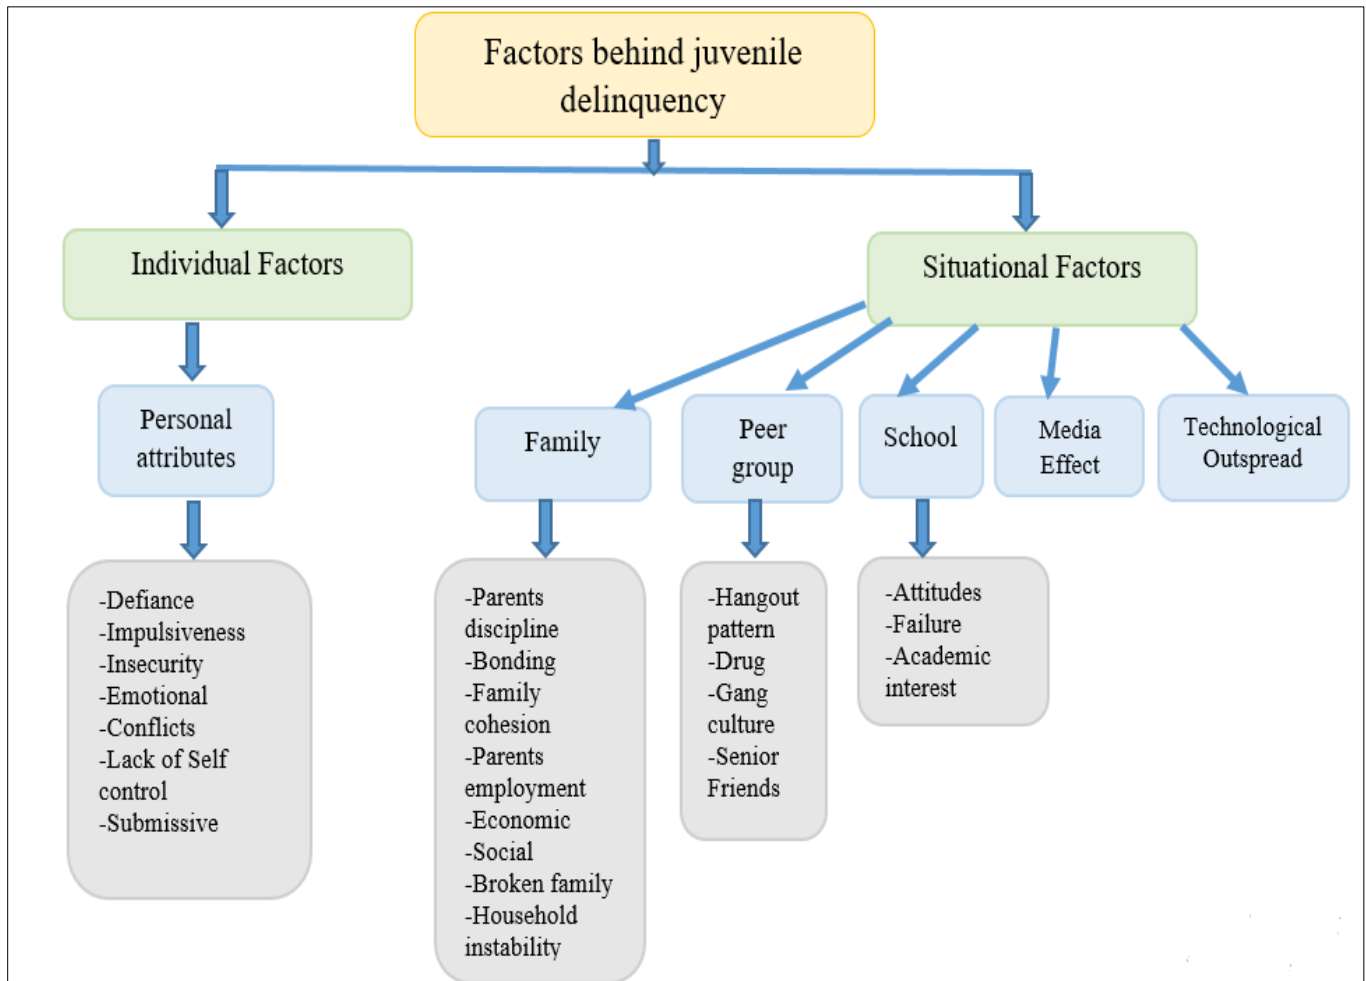 Factors behind juvenile
delinquency
Individual Factors
Situational Factors
Personal
attributes
Family
Peer
group
School
Media
Effect
Technological
Outspread
-Defiance
-Impulsiveness
-Insecurity
-Emotional
-Conflicts
-Lack of Self
control
-Submissive
-Parents
discipline
-Bonding
-Family
cohesion
-Parents
employment
-Economic
-Social
-Broken family
-Household
instability
-Hangout
pattern
-Drug
-Gang
culture
-Senior
Friends
-Attitudes
-Failure
-Academic
interest